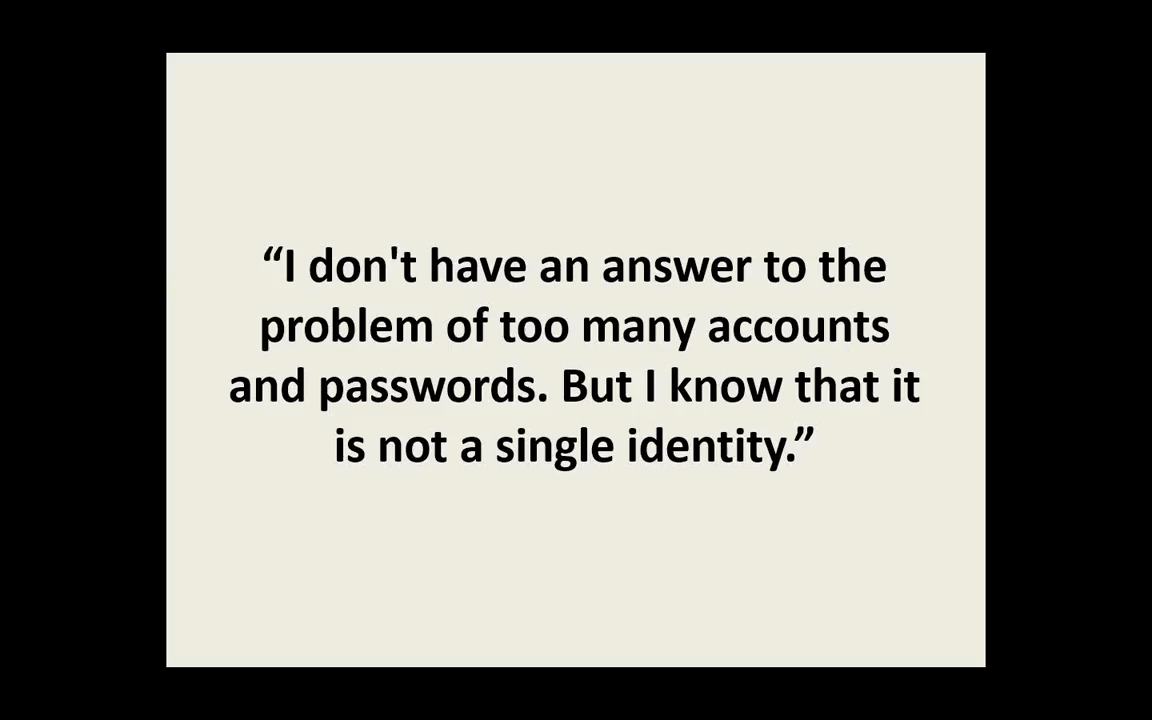 “I don't have an answer to the
problem of too many accounts
and passwords. But I know that it
is not a single identity.”